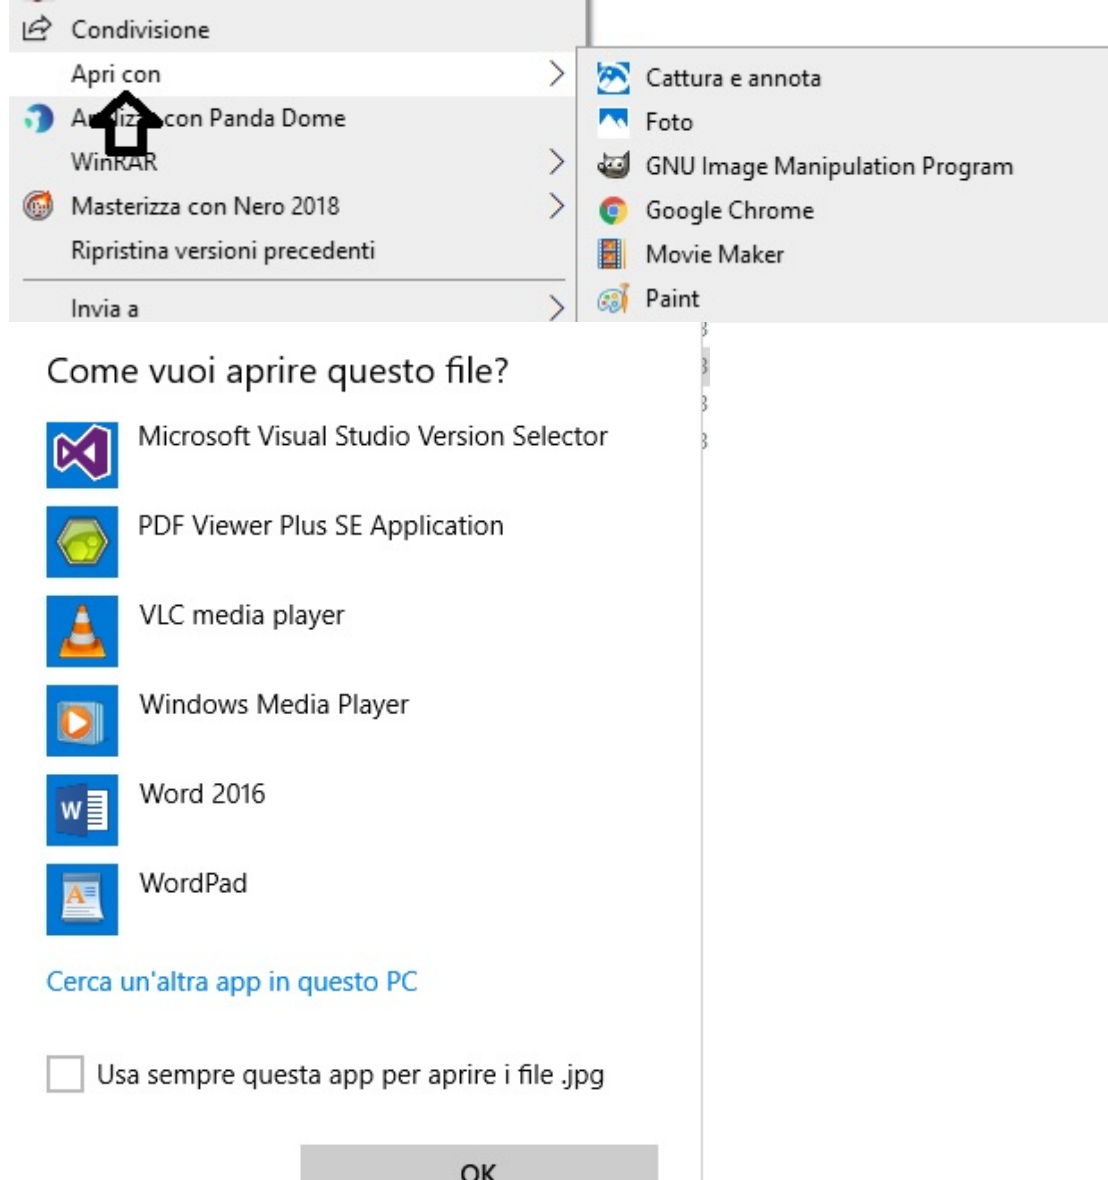 Condivisione
Apri con
Analizza con Panda Dome
WinRAR
Masterizza con Nero 2018
Ripristina versioni precedenti
Invia a
Cattura e annota
Foto
GNU Image Manipulation Program
Google Chrome
Movie Maker
Paint
Come vuoi aprire questo file?
Microsoft Visual Studio Version Selector
PDF Viewer Plus SE Application
VLC media player
Windows Media Player
Word 2016
WordPad
Cerca un'altra app in questo PC
Usa sempre questa app per aprire i file .jpg
OK